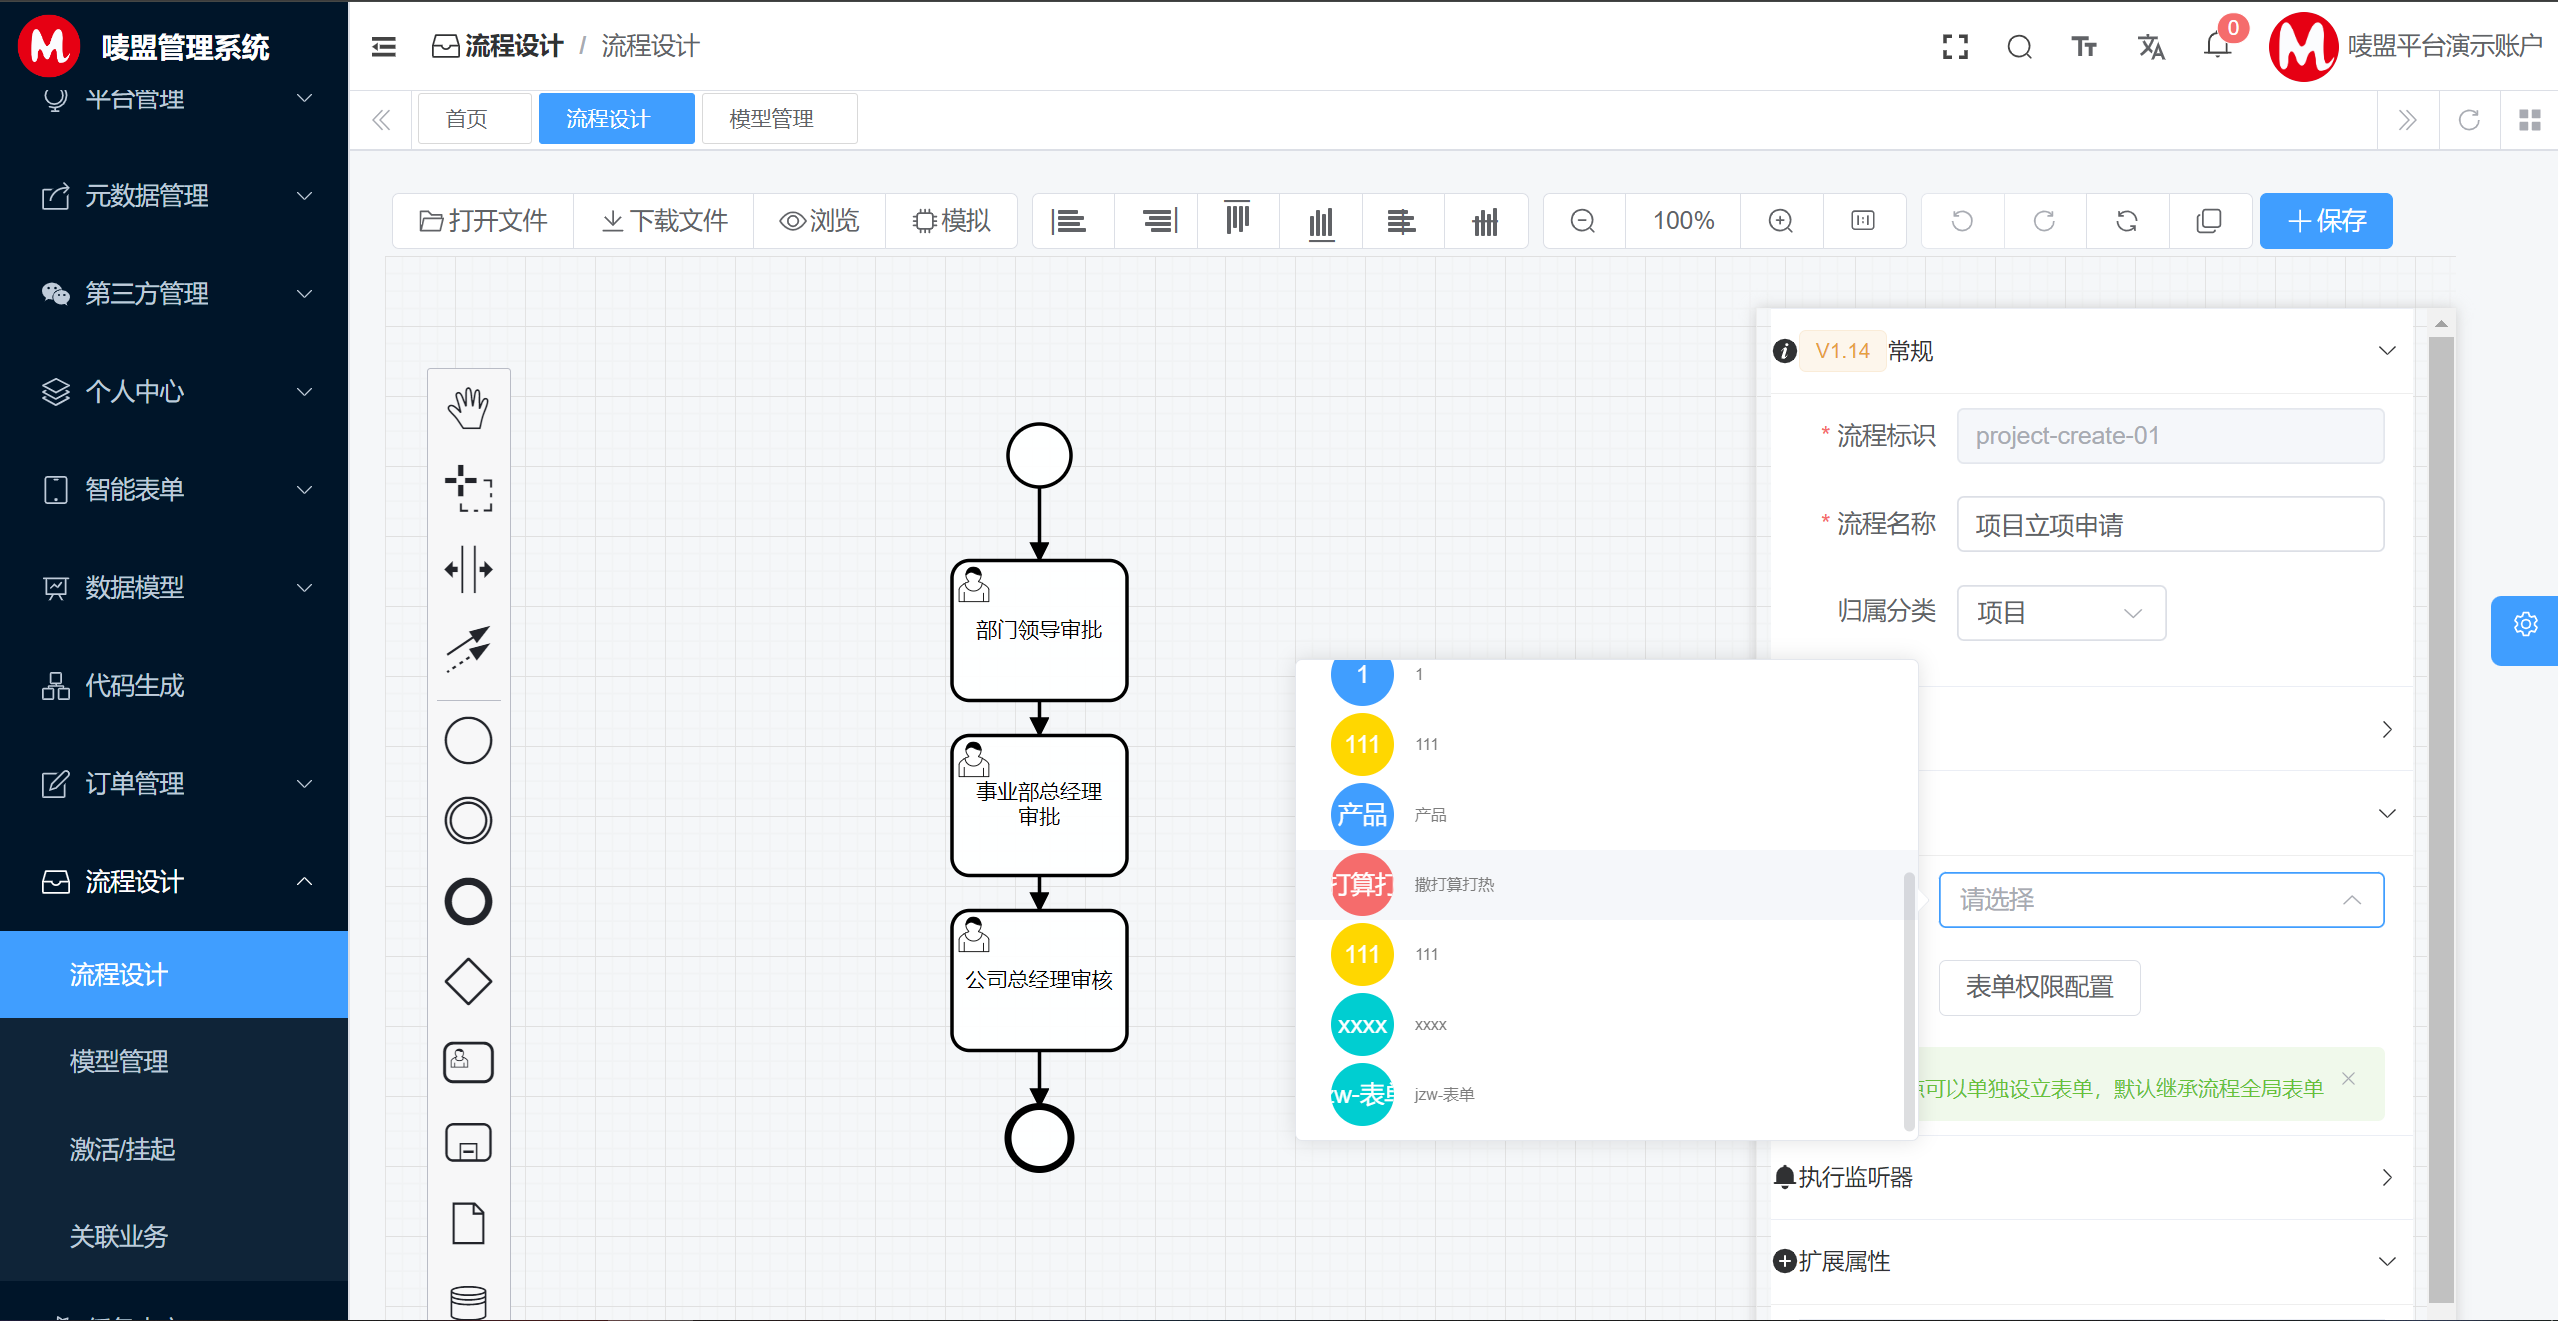 唛盟管理系统
流程设计 / 流程设计
0
唛盟平台演示账户
首页
流程设计
模型管理
平台管理
元数据管理
第三方管理
个人中心
智能表单
数据模型
代码生成
订单管理
流程设计
流程设计
模型管理
激活/挂起
关联业务
打开文件
下载文件
浏览
模拟
100%
保存
部门领导审批
事业部总经理
审批
公司总经理审核
V1.14 常规
* 流程标识
project-create-01
* 流程名称
项目立项申请
归属分类
项目
1 1
111 111
产品 产品
打算打 撒打算打热
111 111
xxxx xxxx
zw-表单 jzw-表单
请选择
表单权限配置
可以单独设立表单，默认继承流程全局表单
执行监听器
扩展属性